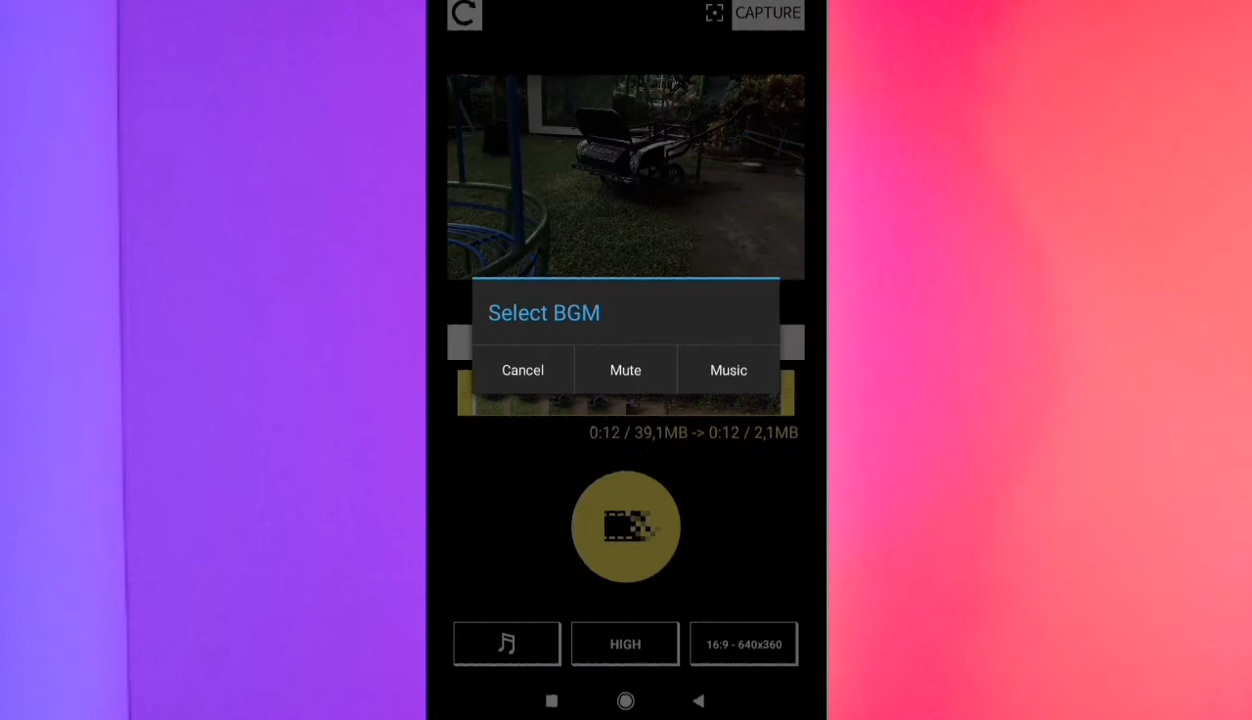 CAPTURE
Select BGM
Cancel Mute Music
0:12 / 39,1MB -> 0:12 / 2,1MB
HIGH 16:9 - 640x360